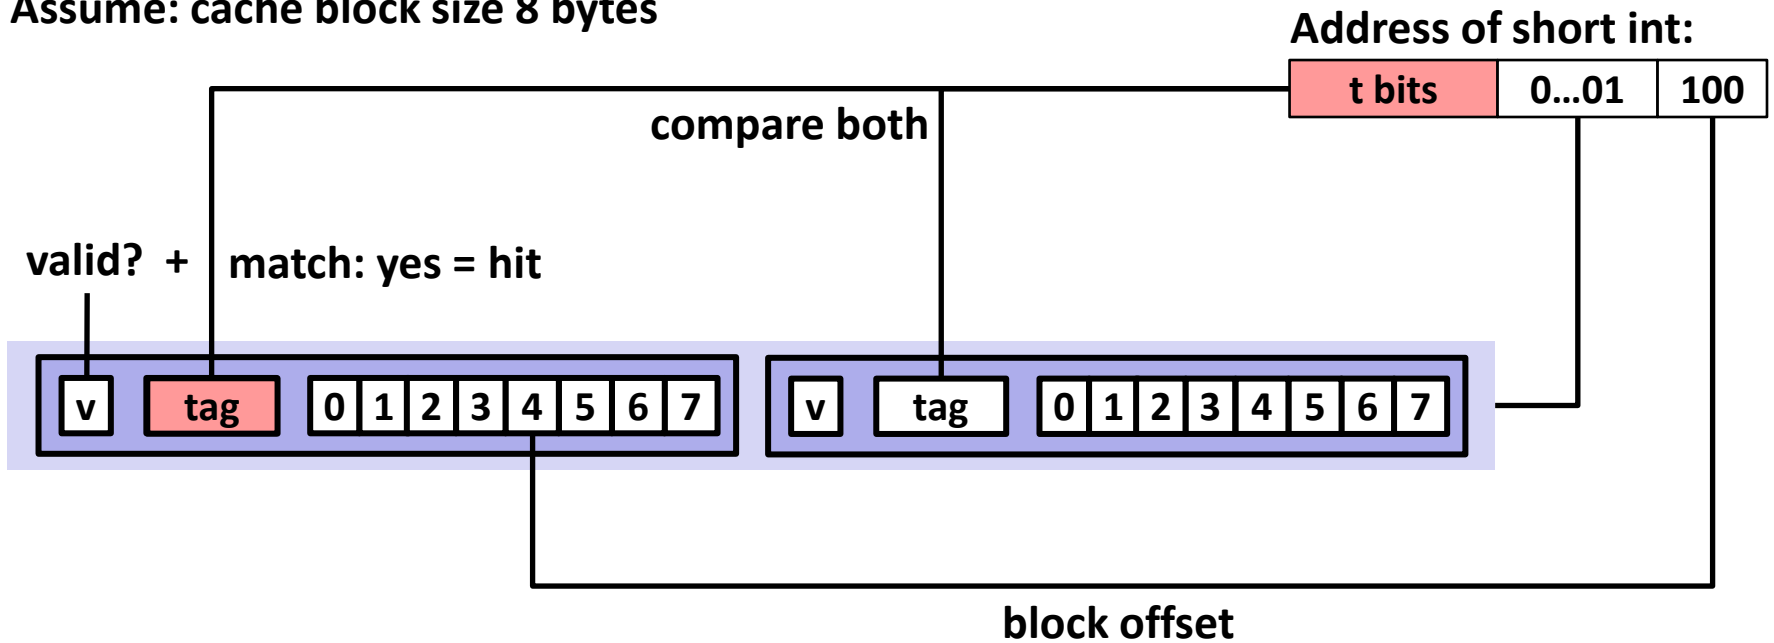 Assume: cache block size 8 bytes
Address of short int:
t bits 0...01 100
compare both
valid? + match: yes = hit
v tag 0 1 2 3 4 5 6 7 v tag 0 1 2 3 4 5 6 7
block offset